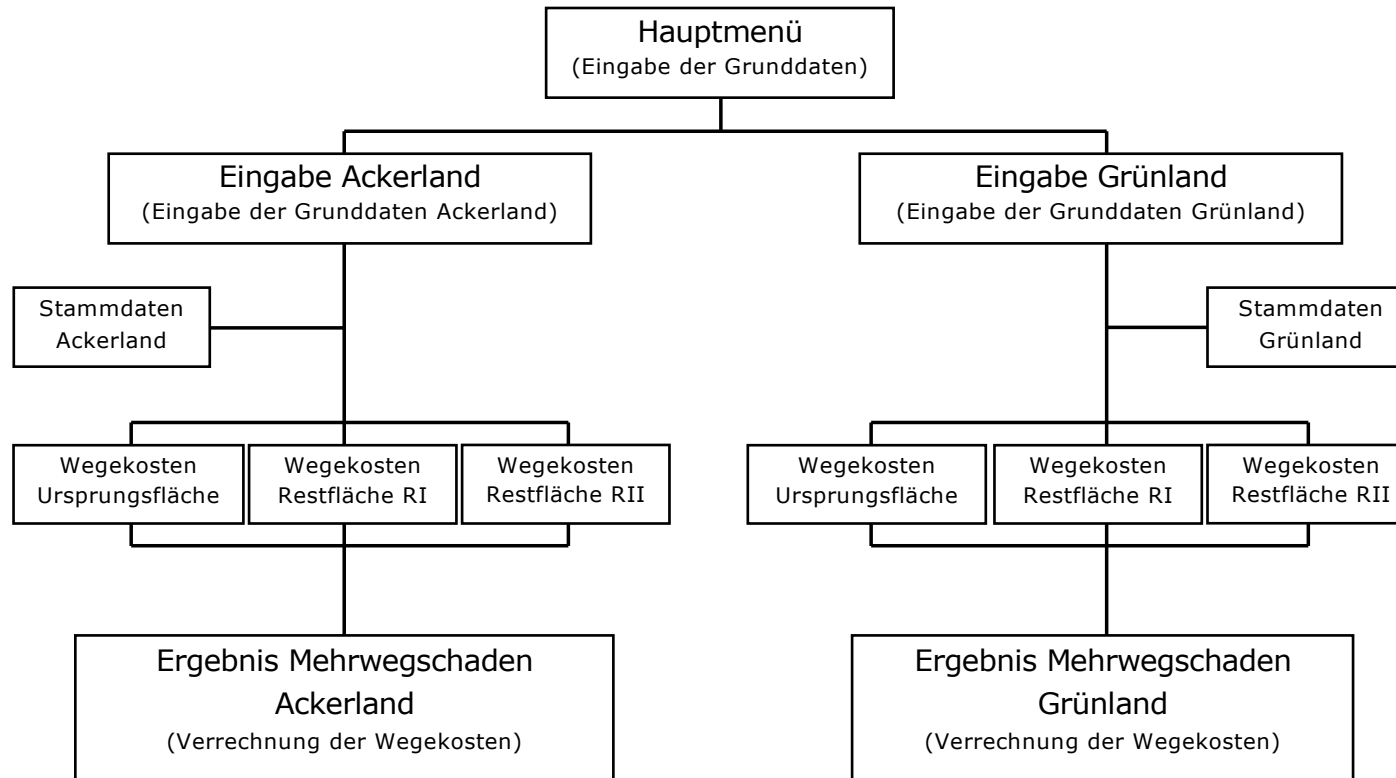 Hauptmenü
(Eingabe der Grunddaten)
Eingabe Ackerland
(Eingabe der Grunddaten Ackerland)
Eingabe Grünland
(Eingabe der Grunddaten Grünland)
Stammdaten
Ackerland
Stammdaten
Grünland
Wegekosten
Ursprungsfläche
Wegekosten
Restfläche RI
Wegekosten
Restfläche RII
Wegekosten
Ursprungsfläche
Wegekosten
Restfläche RI
Wegekosten
Restfläche RII
Ergebnis Mehrwegschaden
Ackerland
(Verrechnung der Wegekosten)
Ergebnis Mehrwegschaden
Grünland
(Verrechnung der Wegekosten)